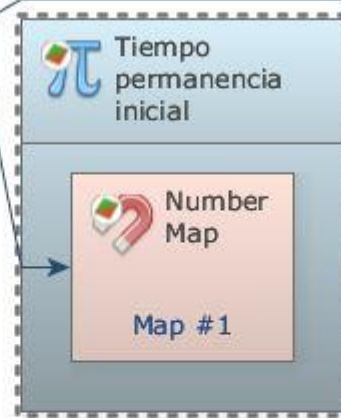 Tiempo
permanencia
inicial
Number
Map
Map #1